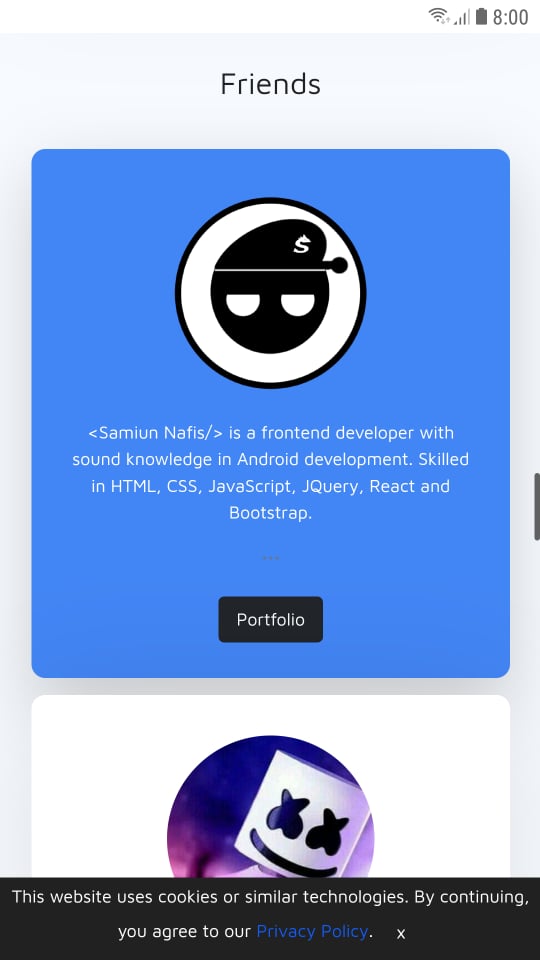 8:00
Friends
S
<Samiun Nafis/> is a frontend developer with
sound knowledge in Android development. Skilled
in HTML, CSS, JavaScript, JQuery, React and
Bootstrap.
...
Portfolio
This website uses cookies or similar technologies. By continuing,
you agree to our Privacy Policy. x